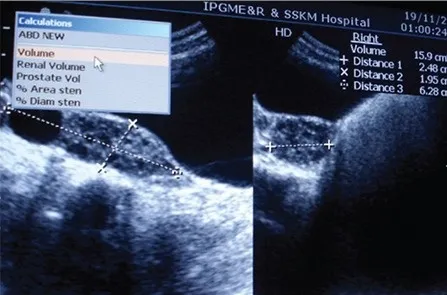 IPGME&R & SSKM Hospital
19/11/2
01:00:24
Calculations
ABD NEW
Volume
Renal Volume
Prostate Vol
% Area sten
% Diam sten
HD
Right
Volume 15.9 cm
Distance 1 2.48 cm
Distance 2 1.95 cm
Distance 3 6.28 cm